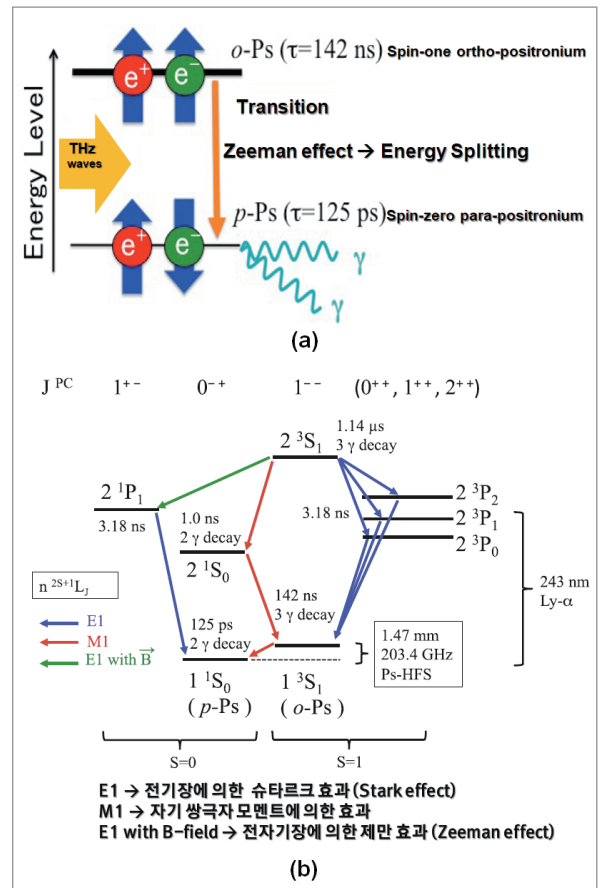 o-Ps (τ=142 ns) Spin-one ortho-positronium
e⁺ e⁻
Transition
THz
waves
Zeeman effect → Energy Splitting
Energy Level
p-Ps (τ=125 ps) Spin-zero para-positronium
e⁺ e⁻
γ
γ
(a)
J PC 1⁺⁻ 0⁻⁺ 1⁻⁻ (0⁺⁺, 1⁺⁺, 2⁺⁺)
1.14 μs
3 γ decay
2 ³S₁
2 ¹P₁
3.18 ns
2 ³P₂
2 ³P₁
2 ³P₀
3.18 ns
1.0 ns
2 γ decay
2 ¹S₀
243 nm
Ly-α
n ²ˢ⁺¹L_J
E1
M1
E1 with B⃗
125 ps
2 γ decay
142 ns
3 γ decay
1.47 mm
203.4 GHz
Ps-HFS
1 ¹S₀
( p-Ps )
1 ³S₁
( o-Ps )
S=0
S=1
E1 → 전기장에 의한 슈타르크 효과 (Stark effect)
M1 → 자기 쌍극자 모멘트에 의한 효과
E1 with B-field → 전자기장에 의한 제만 효과 (Zeeman effect)
(b)